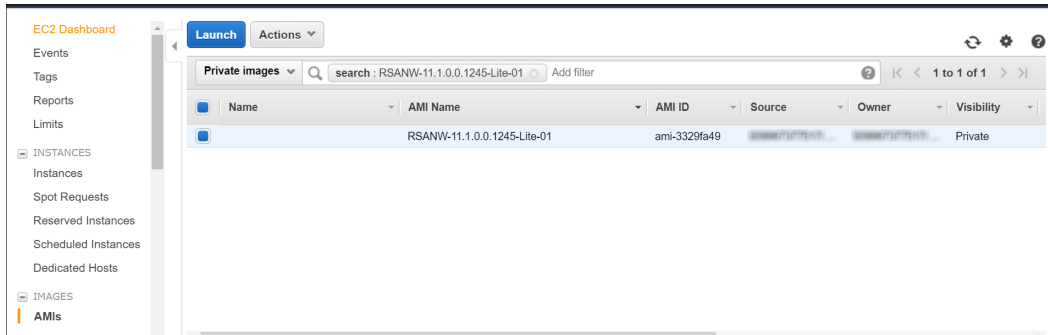 EC2 Dashboard
Events
Tags
Reports
Limits
INSTANCES
Instances
Spot Requests
Reserved Instances
Scheduled Instances
Dedicated Hosts
IMAGES
AMIs
Launch Actions
Private images search : RSANW-11.1.0.0.1245-Lite-01 Add filter 1 to 1 of 1
Name AMI Name AMI ID Source Owner Visibility
RSANW-11.1.0.0.1245-Lite-01 ami-3329fa49 Private